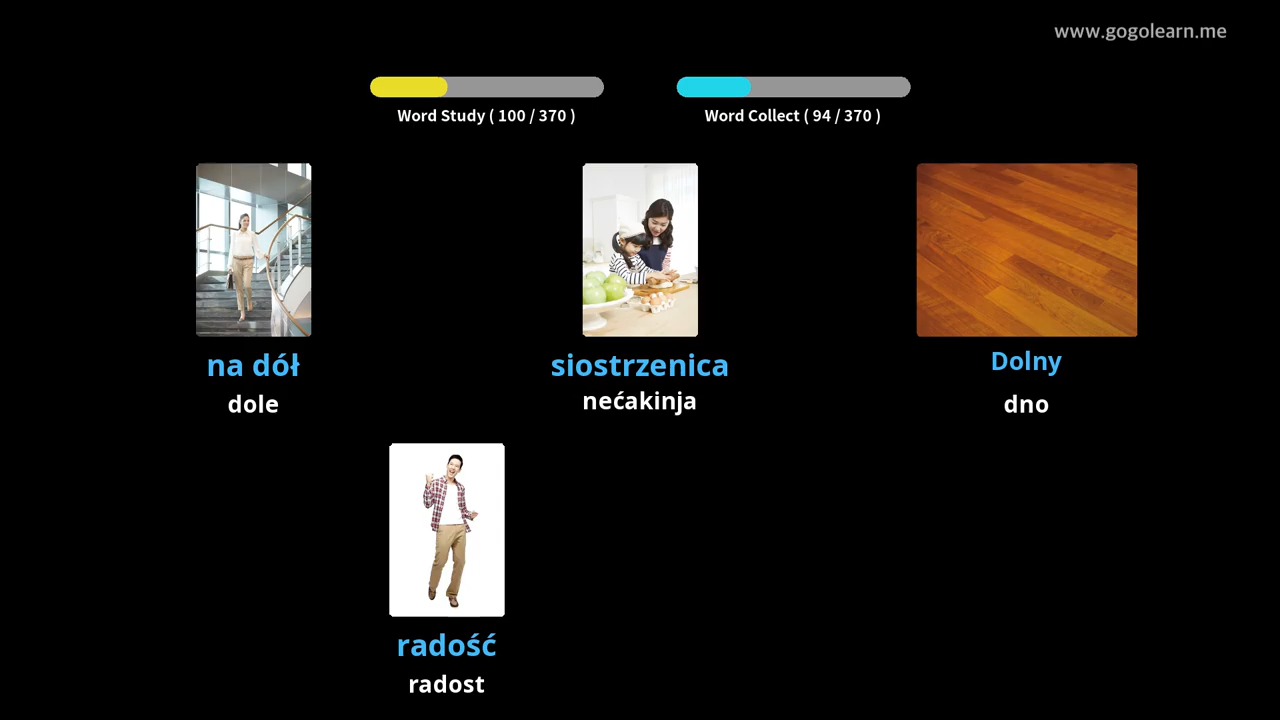 www.gogolearn.me
Word Study ( 100 / 370 )
Word Collect ( 94 / 370 )
na dół
dole
siostrzenica
nećakinja
Dolny
dno
radość
radost